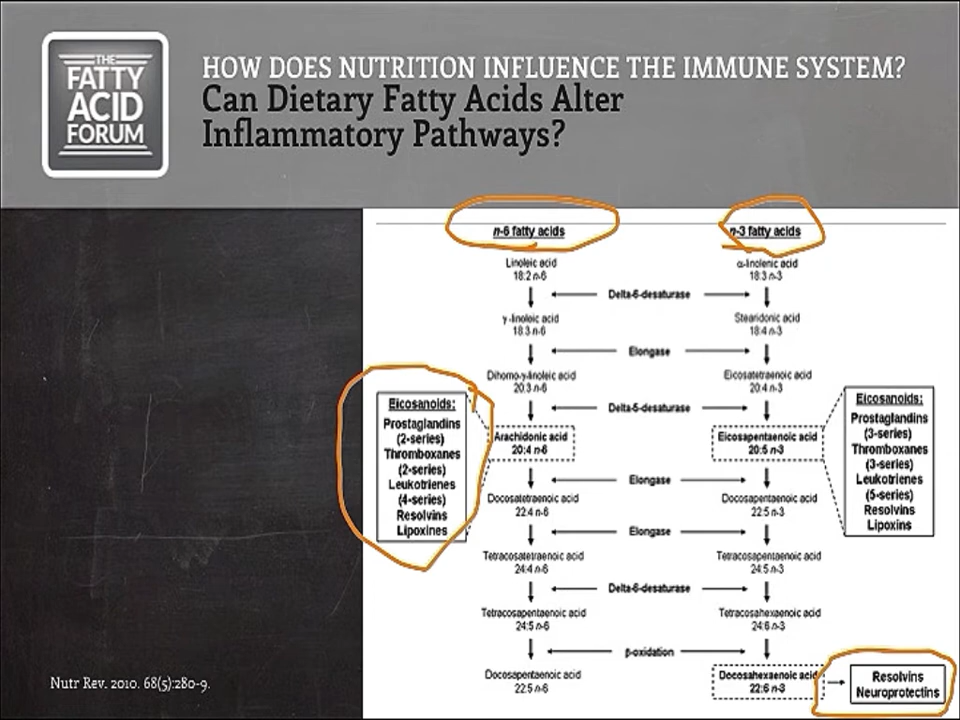 THE
FATTY
ACID
FORUM
HOW DOES NUTRITION INFLUENCE THE IMMUNE SYSTEM?
Can Dietary Fatty Acids Alter
Inflammatory Pathways?
n-6 fatty acids
n-3 fatty acids
Linoleic acid
18:2 n-6
α-linolenic acid
18:3 n-3
Delta-6-desaturase
γ-linoleic acid
18:3 n-6
Stearidonic acid
18:4 n-3
Elongase
Dihomo-γ-linoleic acid
20:3 n-6
Eicosatetraenoic acid
20:4 n-3
Delta-5-desaturase
Eicosanoids:
Prostaglandins
(2-series)
Thromboxanes
(2-series)
Leukotrienes
(4-series)
Resolvins
Lipoxines
Arachidonic acid
20:4 n-6
Eicosapentaenoic acid
20:5 n-3
Eicosanoids:
Prostaglandins
(3-series)
Thromboxanes
(3-series)
Leukotrienes
(5-series)
Resolvins
Lipoxins
Elongase
Docosatetraenoic acid
22:4 n-6
Docosapentaenoic acid
22:5 n-3
Elongase
Tetracosatetraenoic acid
24:4 n-6
Tetracosapentaenoic acid
24:5 n-3
Delta-6-desaturase
Tetracosapentaenoic acid
24:5 n-6
Tetracosahexaenoic acid
24:6 n-3
β-oxidation
Docosapentaenoic acid
22:5 n-6
Docosahexaenoic acid
22:6 n-3
Resolvins
Neuroprotectins
Nutr Rev. 2010. 68(5):280-9.